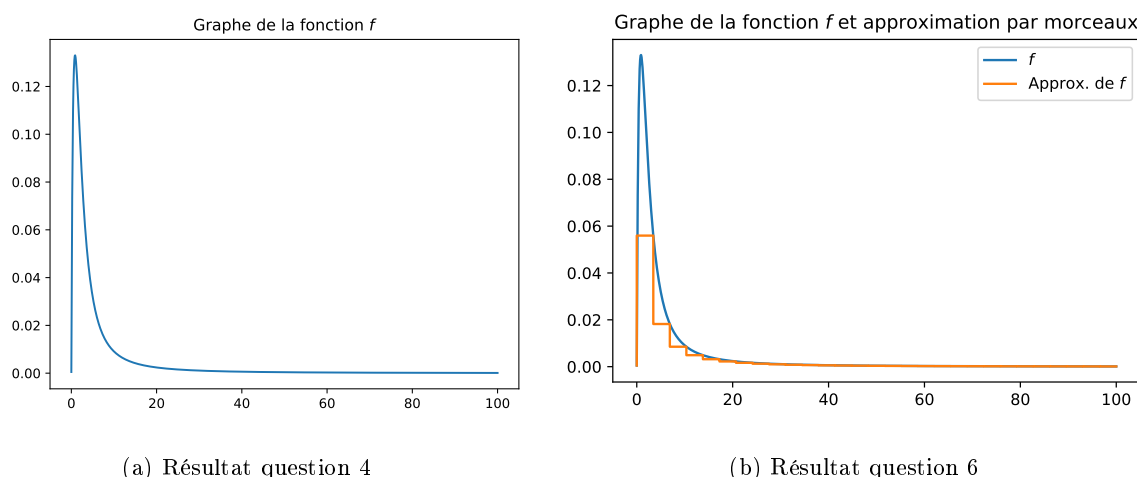 Graphe de la fonction f
0.12
0.10
0.08
0.06
0.04
0.02
0.00
0 20 40 60 80 100
(a) Résultat question 4
Graphe de la fonction f et approximation par morceaux
f
Approx. de f
0.12
0.10
0.08
0.06
0.04
0.02
0.00
0 20 40 60 80 100
(b) Résultat question 6